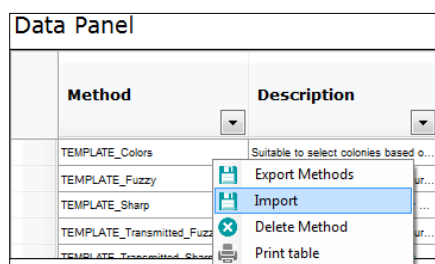 Data Panel
Method Description
TEMPLATE_Colors Suitable to select colonies based o...
TEMPLATE_Fuzzy
Export Methods
TEMPLATE_Sharp
Import
TEMPLATE_Transmitted_Fuzz
Delete Method
TEMPLATE_Transmitted_Sharp
Print table